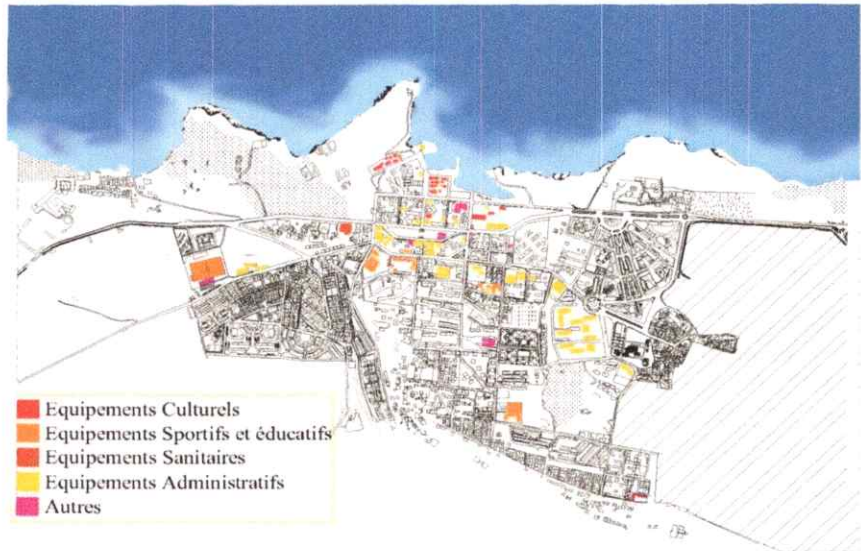 Equipements Culturels
Equipements Sportifs et éducatifs
Equipements Sanitaires
Equipements Administratifs
Autres